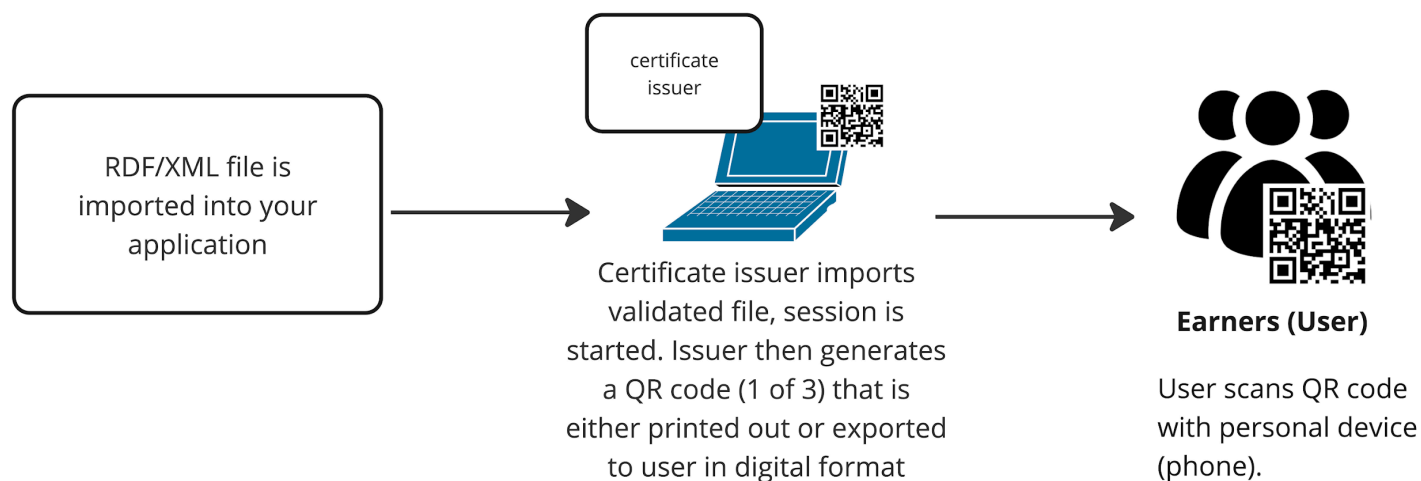 RDF/XML file is
imported into your
application
certificate
issuer
Certificate issuer imports
validated file, session is
started. Issuer then generates
a QR code (1 of 3) that is
either printed out or exported
to user in digital format
Earners (User)
User scans QR code
with personal device
(phone).